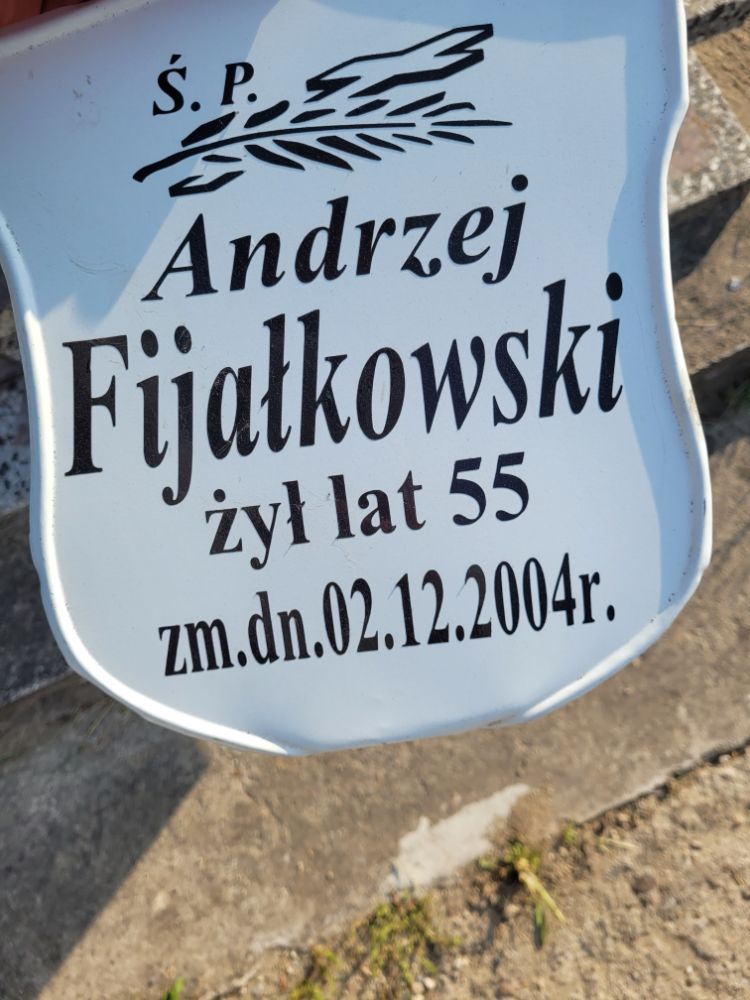 Ś. P.
Andrzej
Fijałkowski
żył lat 55
zm.dn.02.12.2004r.